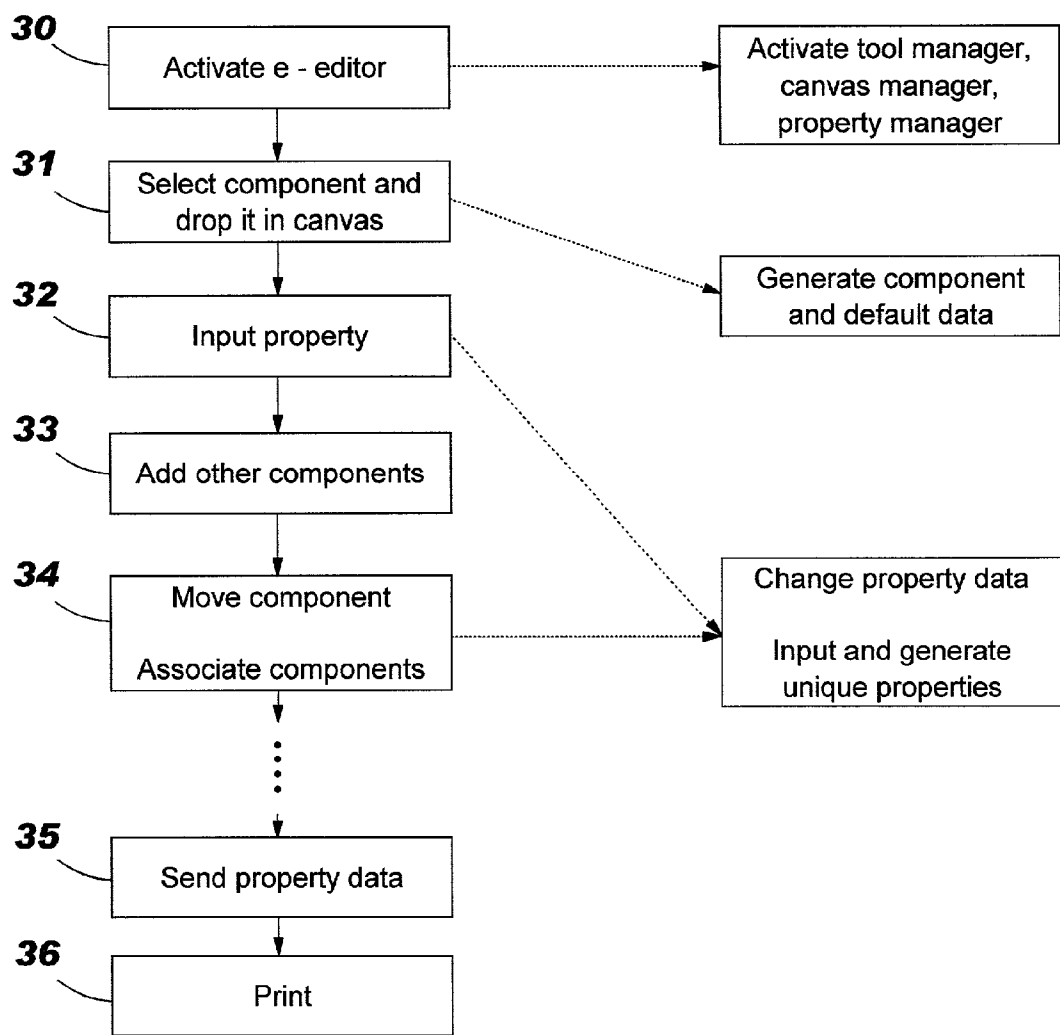 30
Activate e - editor
Activate tool manager,
canvas manager,
property manager
31
Select component and
drop it in canvas
32
Generate component
and default data
Input property
33
Add other components
34
Move component
Associate components
Change property data
Input and generate
unique properties
35
Send property data
36
Print